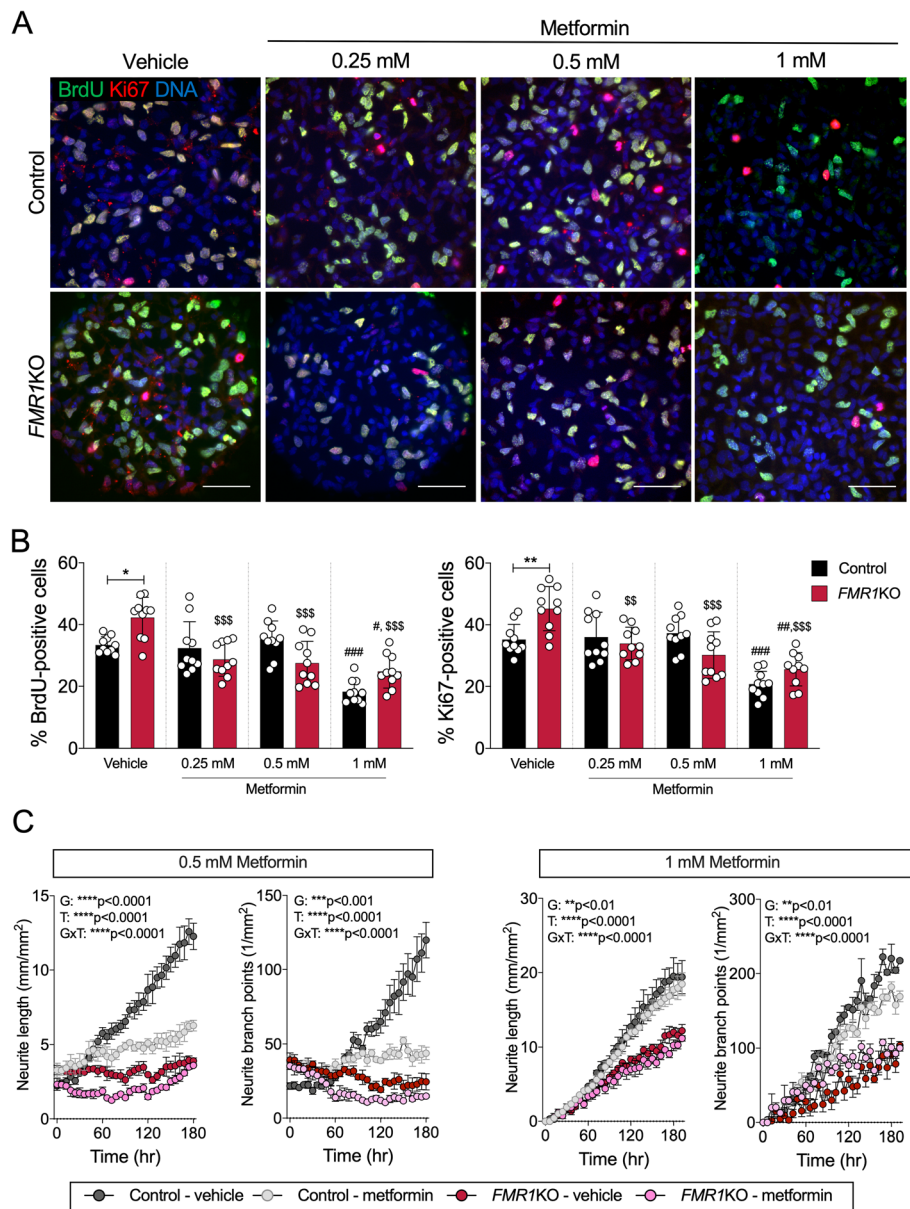 A
Metformin
Vehicle
0.25 mM
0.5 mM
1 mM
BrdU Ki67 DNA
Control
FMR1KO
B
% BrdU-positive cells
60
40
20
0
*
$$$
$$$
###
#, $$$
Vehicle
0.25 mM
0.5 mM
1 mM
Metformin
% Ki67-positive cells
60
40
20
0
**
$$
$$$
###
##,$$$
Vehicle
0.25 mM
0.5 mM
1 mM
Metformin
Control
FMR1KO
C
0.5 mM Metformin
Neurite length (mm/mm²)
15
10
5
0
G: ****p<0.0001
T: ****p<0.0001
GxT: ****p<0.0001
0
60
120
180
Time (hr)
Neurite branch points (1/mm²)
150
100
50
0
G: ***p<0.001
T: ****p<0.0001
GxT: ****p<0.0001
0
60
120
180
Time (hr)
1 mM Metformin
Neurite length (mm/mm²)
30
20
10
0
G: **p<0.01
T: ****p<0.0001
GxT: ****p<0.0001
0
60
120
180
Time (hr)
Neurite branch points (1/mm²)
300
200
100
0
G: **p<0.01
T: ****p<0.0001
GxT: ****p<0.0001
0
60
120
180
Time (hr)
Control - vehicle
Control - metformin
FMR1KO - vehicle
FMR1KO - metformin